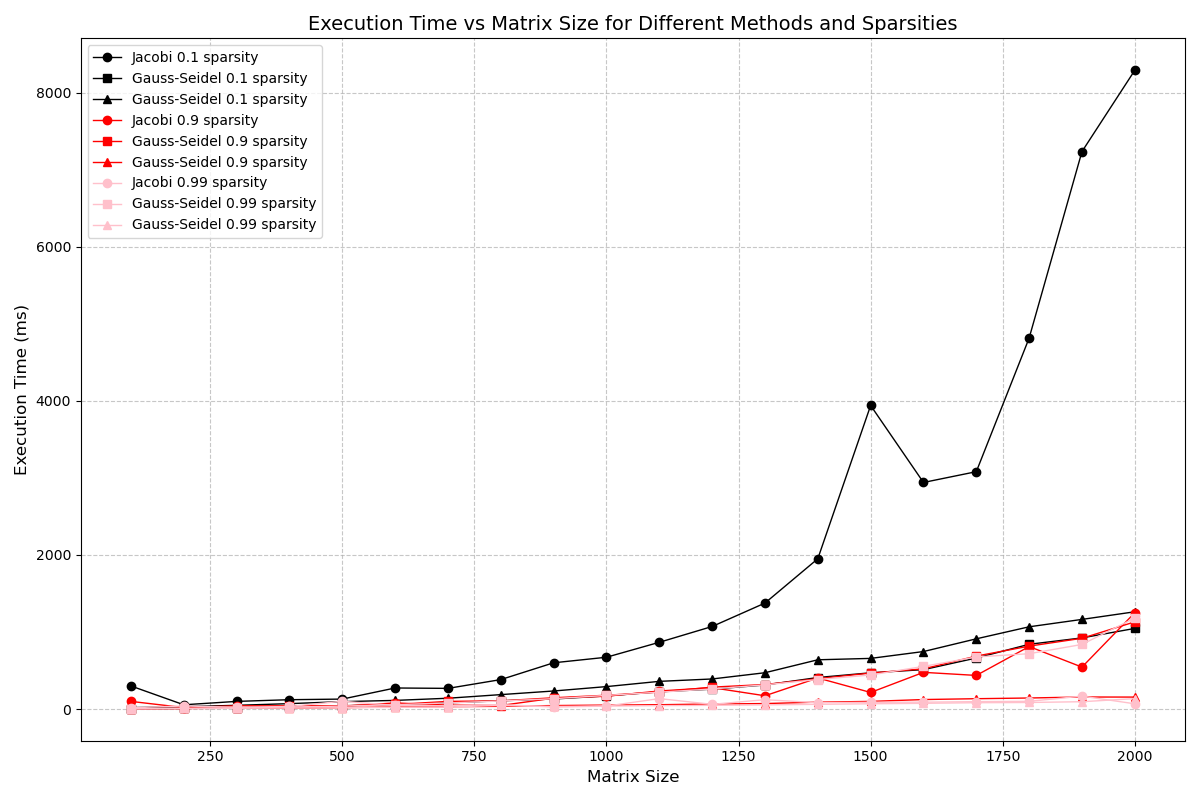 Execution Time vs Matrix Size for Different Methods and Sparsities
Jacobi 0.1 sparsity
Gauss-Seidel 0.1 sparsity
Gauss-Seidel 0.1 sparsity
Jacobi 0.9 sparsity
Gauss-Seidel 0.9 sparsity
Gauss-Seidel 0.9 sparsity
Jacobi 0.99 sparsity
Gauss-Seidel 0.99 sparsity
Gauss-Seidel 0.99 sparsity
Execution Time (ms)
8000
6000
4000
2000
0
250 500 750 1000 1250 1500 1750 2000
Matrix Size